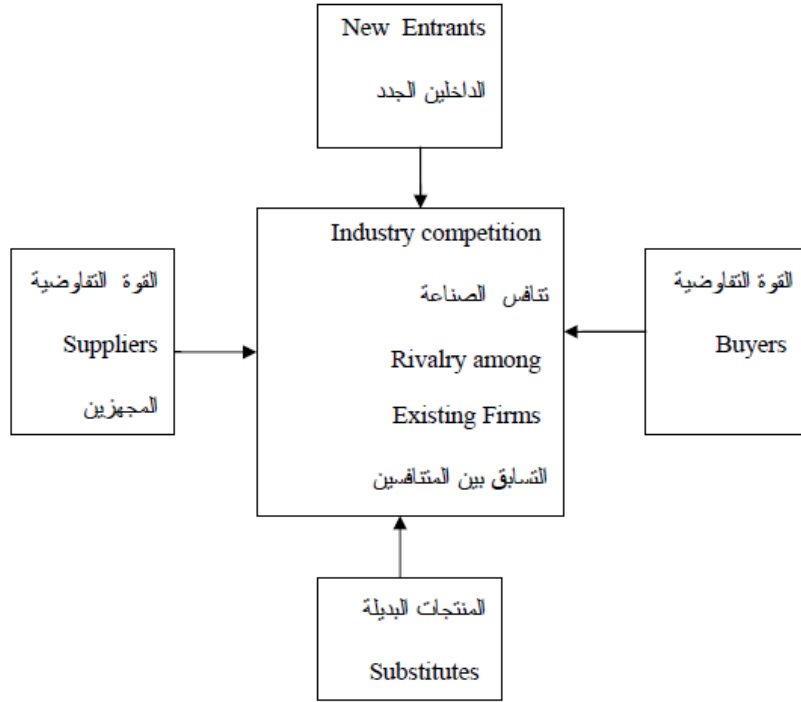 New Entrants
الداخلين الجدد
Industry competition
تنافس الصناعة
Rivalry among
Existing Firms
التسابق بين المتنافسين
القوة التفاوضية
Suppliers
المجهزين
القوة التفاوضية
Buyers
المنتجات البديلة
Substitutes